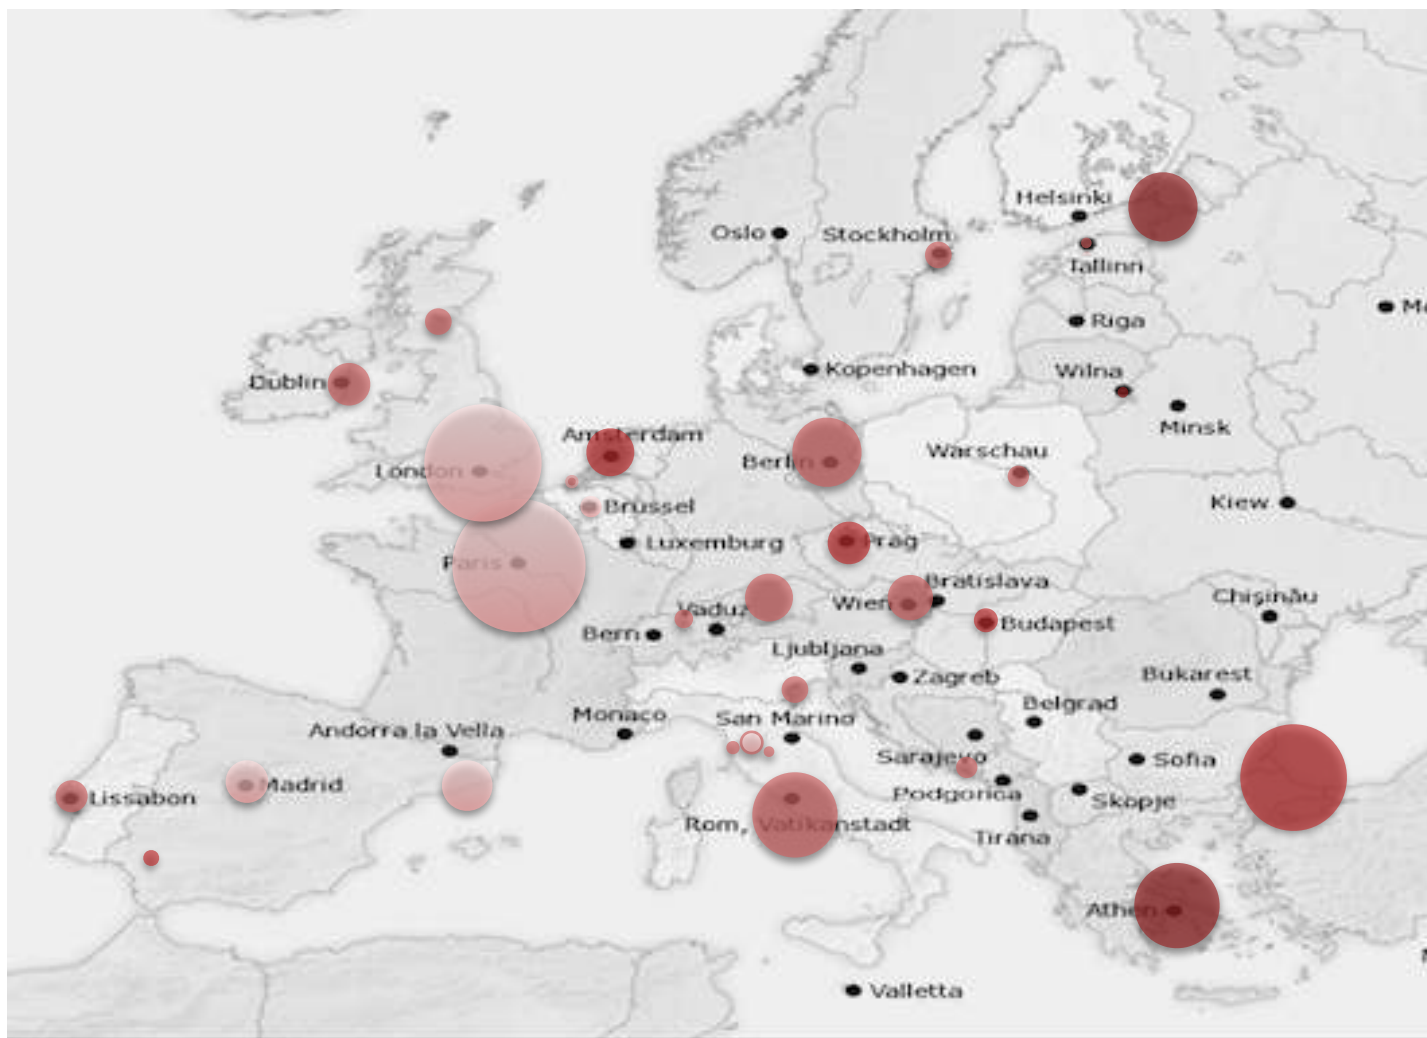 Helsinki
Oslo
Stockholm
Tallinn
Riga
Dublin
Kopenhagen
Wilna
Minsk
Amsterdam
London
Berlin
Warschau
Brüssel
Kiew
Luxemburg
Paris
Prag
Bratislava
Wien
Vaduz
Chişinău
Bern
Budapest
Ljubljana
Zagreb
Bukarest
Belgrad
Monaco
San Marino
Andorra la Vella
Sarajevo
Sofia
Madrid
Lissabon
Podgorica
Skopje
Rom, Vatikanstadt
Tirana
Athen
Valletta